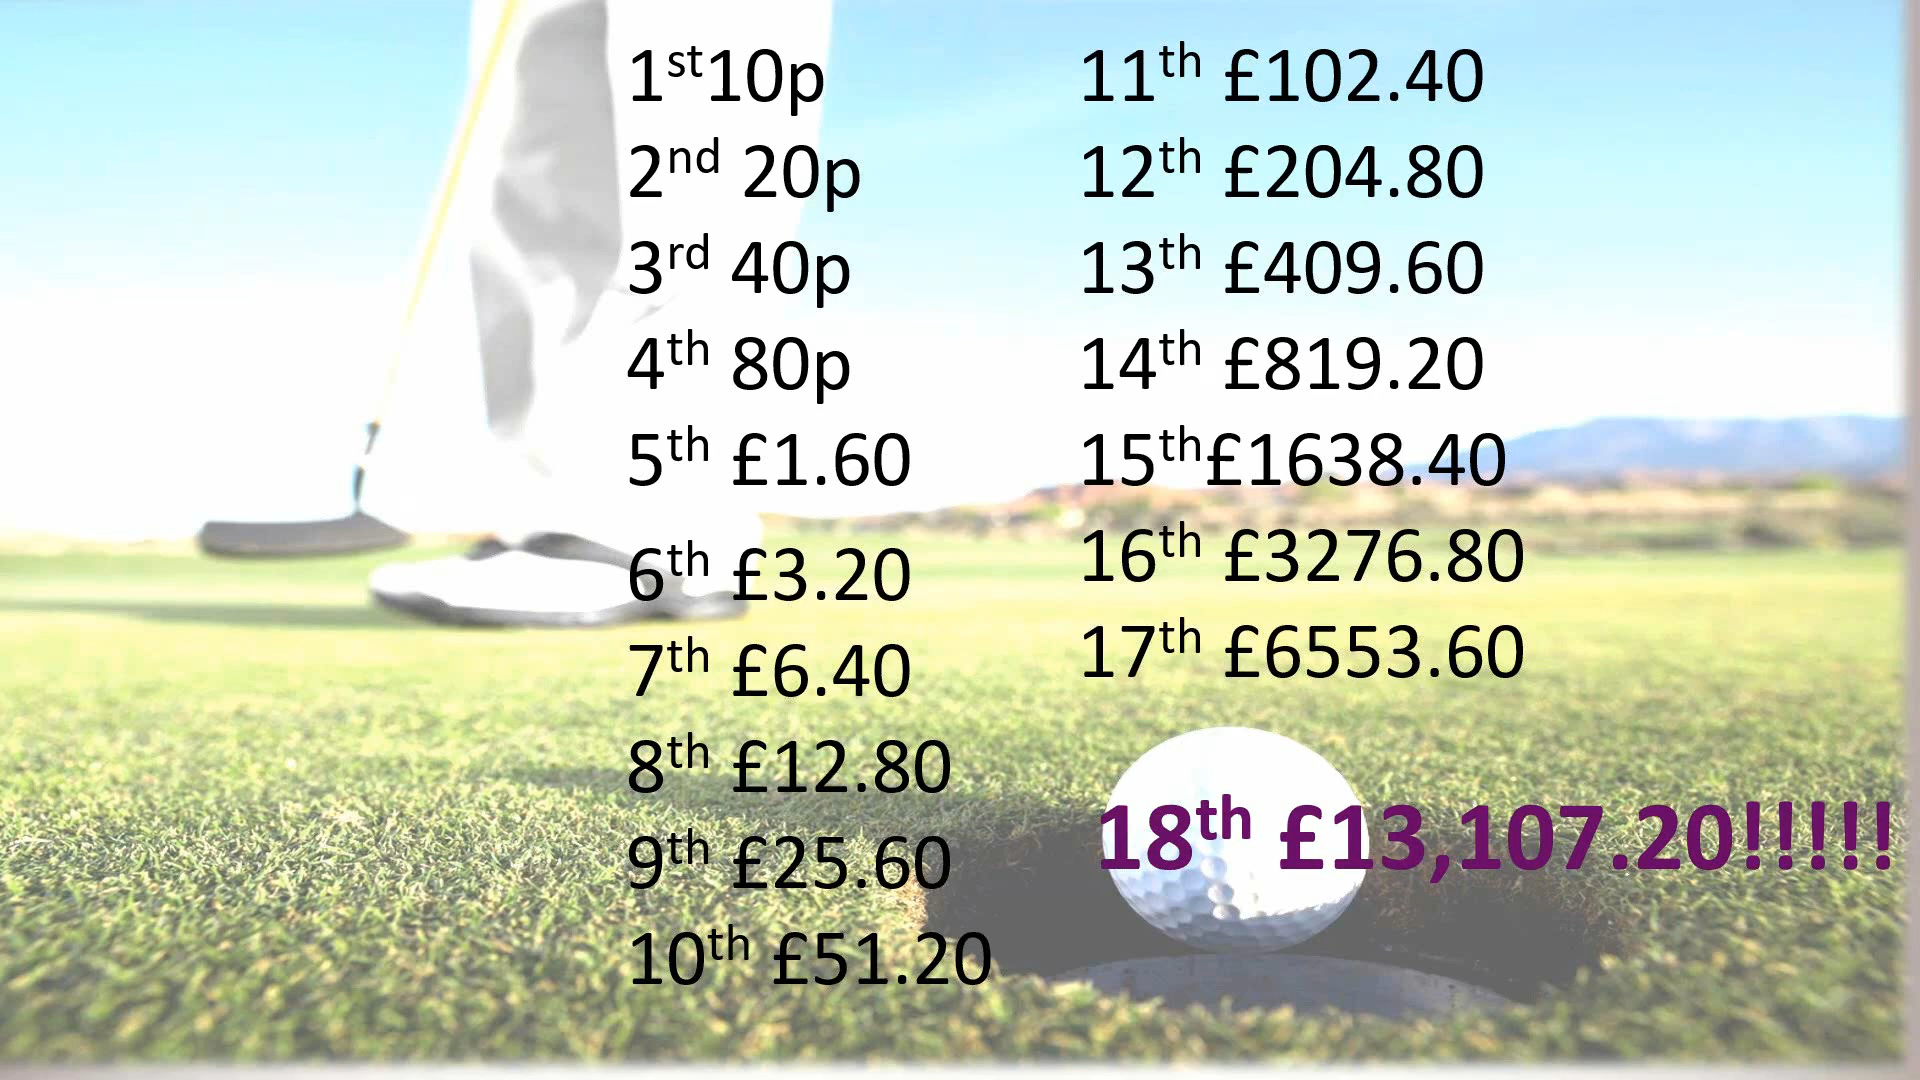 1st10p
2nd 20p
3rd 40p
4th 80p
5th £1.60
6th £3.20
7th £6.40
8th £12.80
9th £25.60
10th £51.20
11th £102.40
12th £204.80
13th £409.60
14th £819.20
15th£1638.40
16th £3276.80
17th £6553.60
18th £13,107.20!!!!!